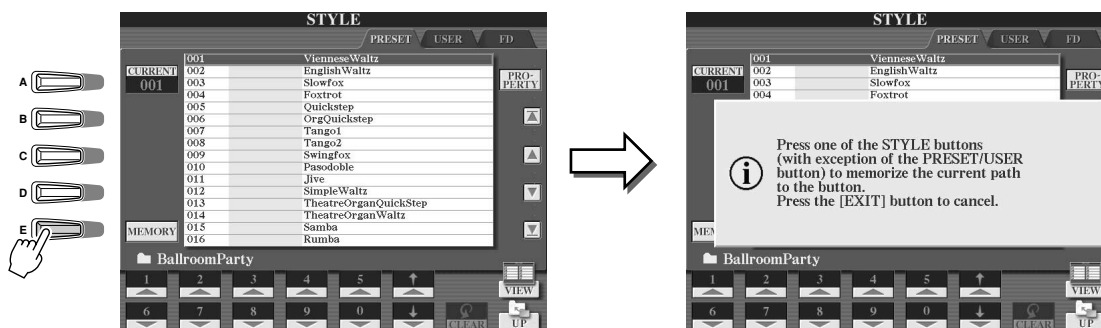 A
B
C
D
E
STYLE
PRESET USER FD
CURRENT
001
001 VienneseWaltz
002 EnglishWaltz
003 Slowfox
004 Foxtrot
005 Quickstep
006 OrgQuickstep
007 Tango1
008 Tango2
009 Swingfox
010 Pasodoble
011 Jive
012 SimpleWaltz
013 TheatreOrganQuickStep
014 TheatreOrganWaltz
015 Samba
016 Rumba
PRO-
PERTY
MEMORY
BallroomParty
1 2 3 4 5
VIEW
6 7 8 9 0
CLEAR
UP
STYLE
PRESET USER FD
CURRENT
001
001 VienneseWaltz
002 EnglishWaltz
003 Slowfox
004 Foxtrot
PRO-
PERTY
Press one of the STYLE buttons
(with exception of the PRESET/USER
button) to memorize the current path
to the button.
Press the [EXIT] button to cancel.
MEM
BallroomParty
1 2 3 4 5
VIEW
6 7 8 9 0
CLEAR
UP